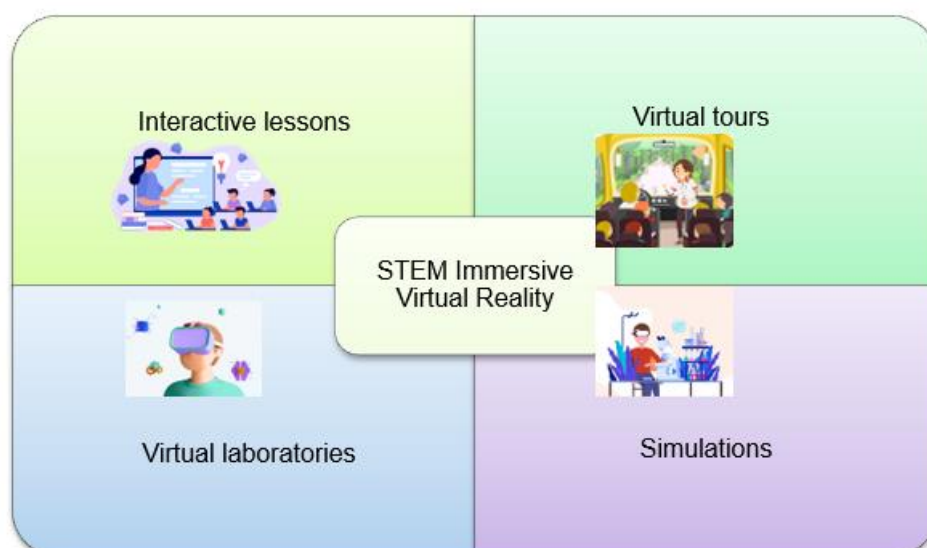 Interactive lessons
Virtual tours
STEM Immersive
Virtual Reality
Virtual laboratories
Simulations